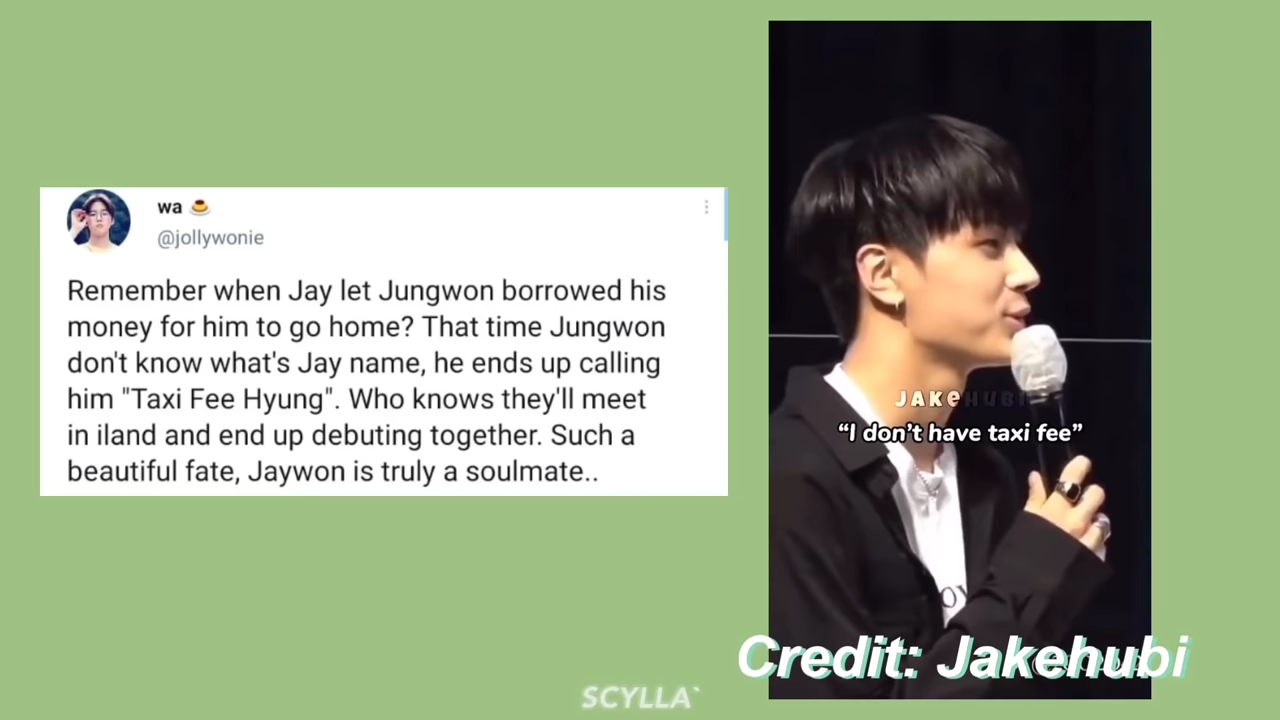 wa
@jollywonie
Remember when Jay let Jungwon borrowed his
money for him to go home? That time Jungwon
don't know what's Jay name, he ends up calling
him "Taxi Fee Hyung". Who knows they'll meet
in iland and end up debuting together. Such a
beautiful fate, Jaywon is truly a soulmate..
JAKeHUBI
“I don’t have taxi fee”
Credit: Jakehubi
SCYLLA`